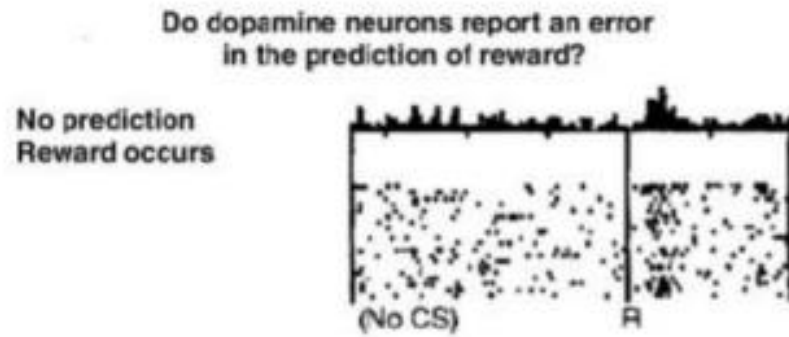 Do dopamine neurons report an error
in the prediction of reward?
No prediction
Reward occurs
(No CS) R